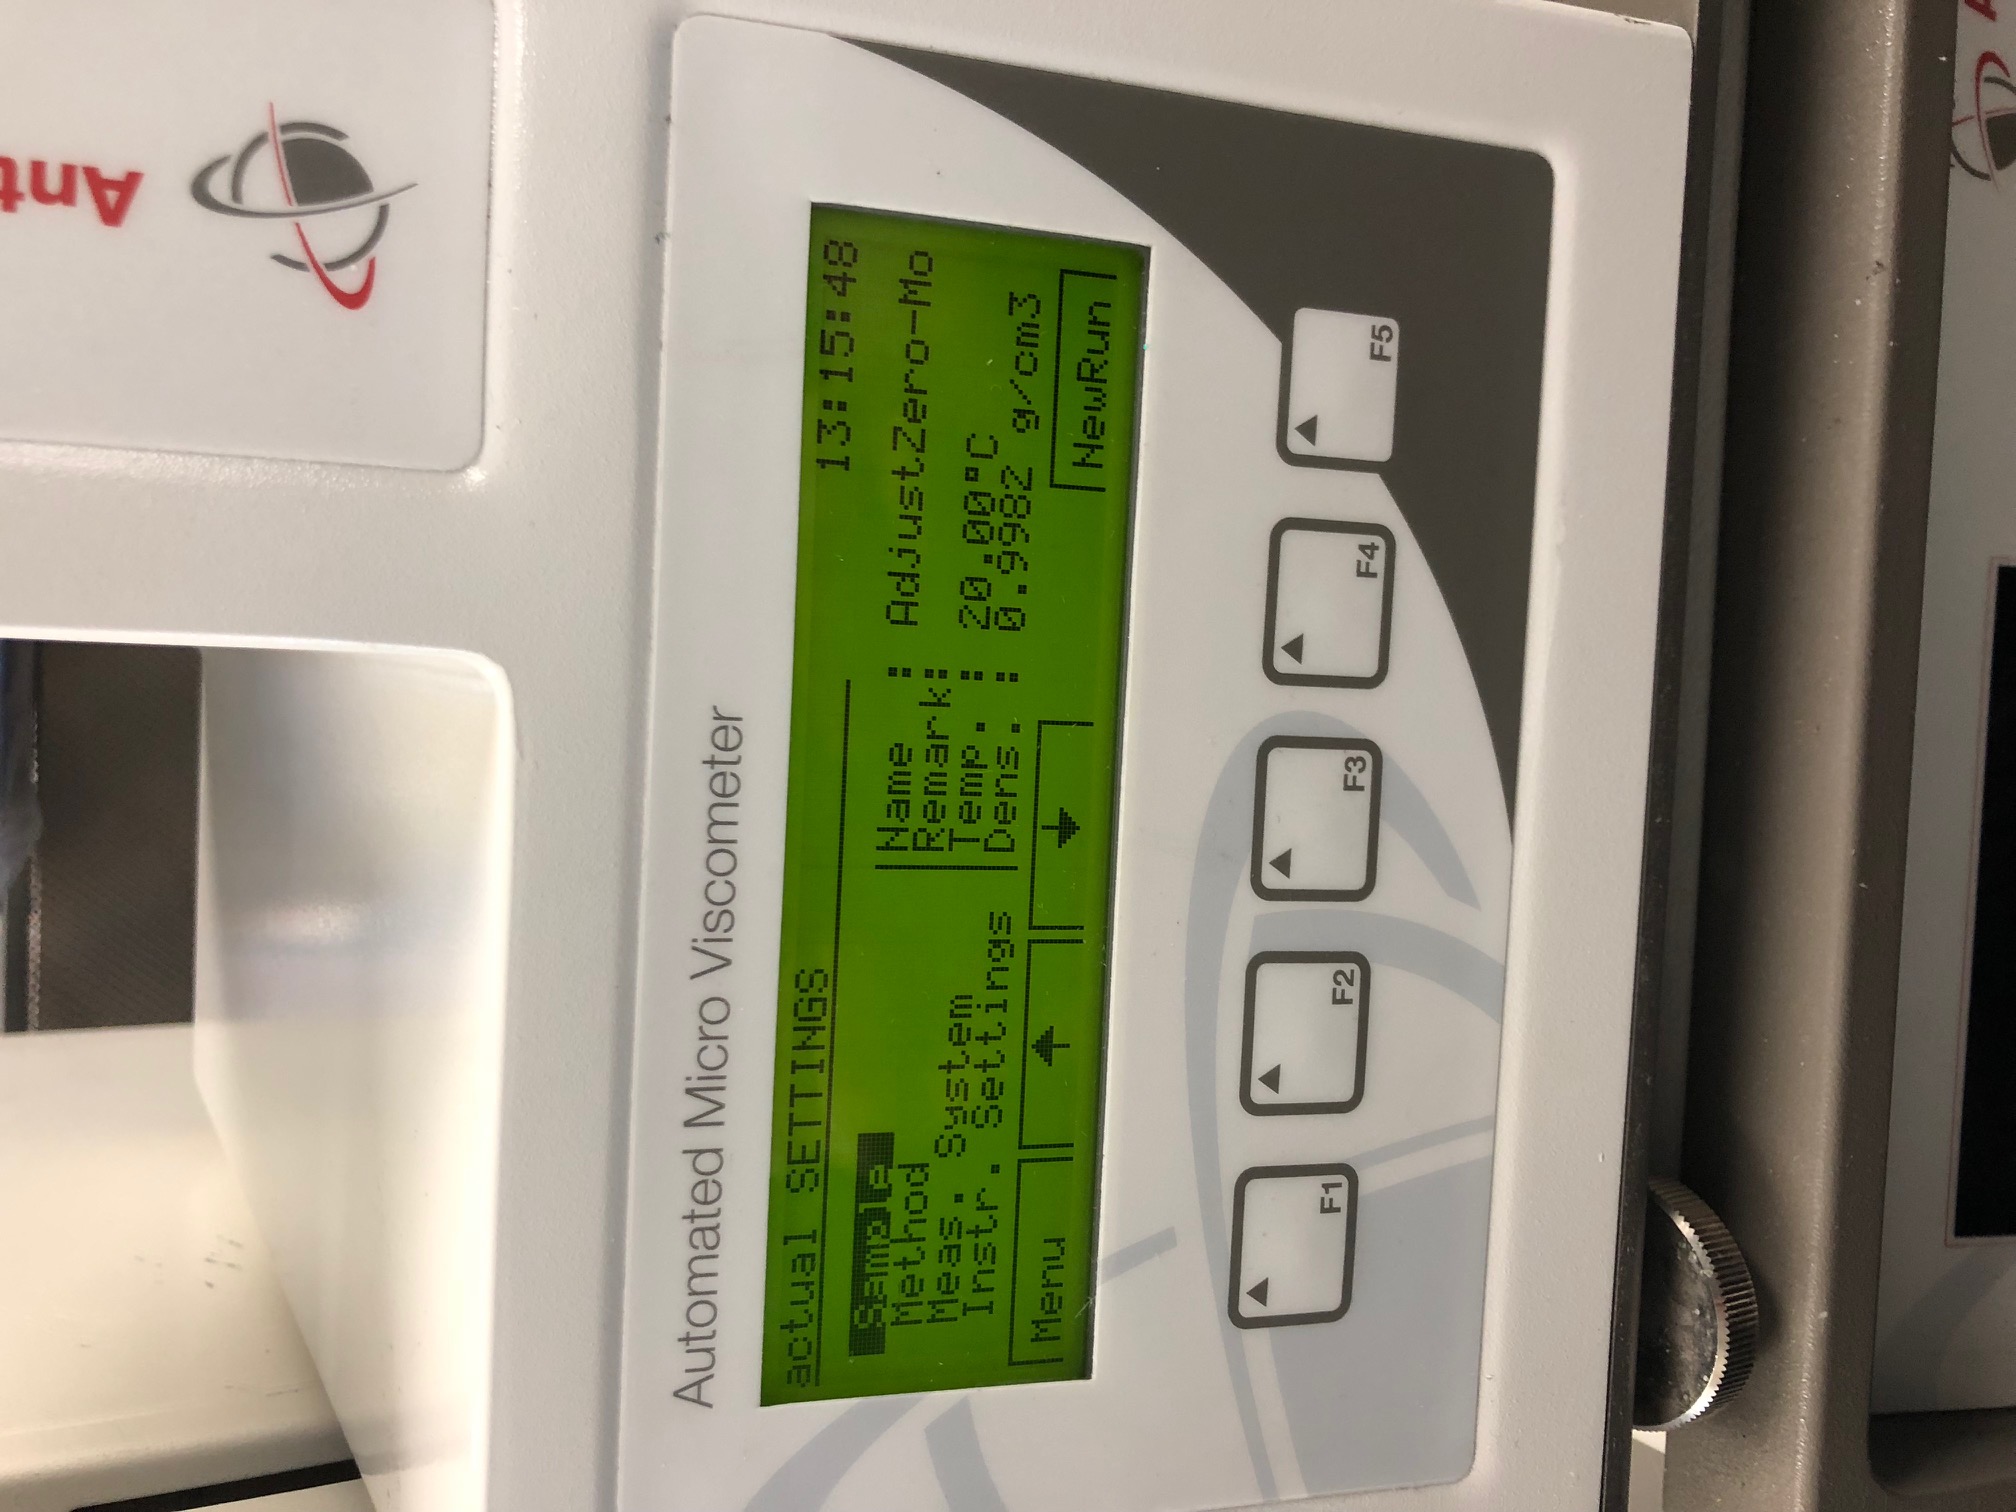 Ant
Automated Micro Viscometer
actual SETTINGS 13:15:48
Sample
Method |Name : AdjustZero-Mo
Meas. System |Remark:
Instr. Settings |Temp. : 20.00°C
|Dens. : 0.9982 g/cm3
Menu ↑ ↓ NewRun
F1 F2 F3 F4 F5